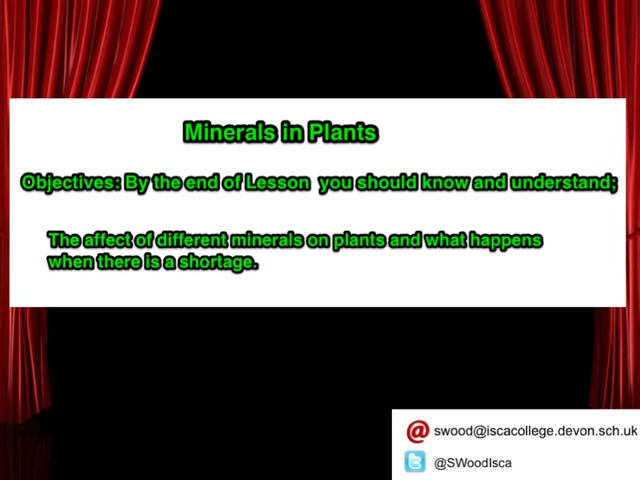 Minerals in Plants
Objectives: By the end of Lesson  you should know and understand;
The affect of different minerals on plants and what happens
when there is a shortage.
@ swood@iscacollege.devon.sch.uk
@SWoodIsca